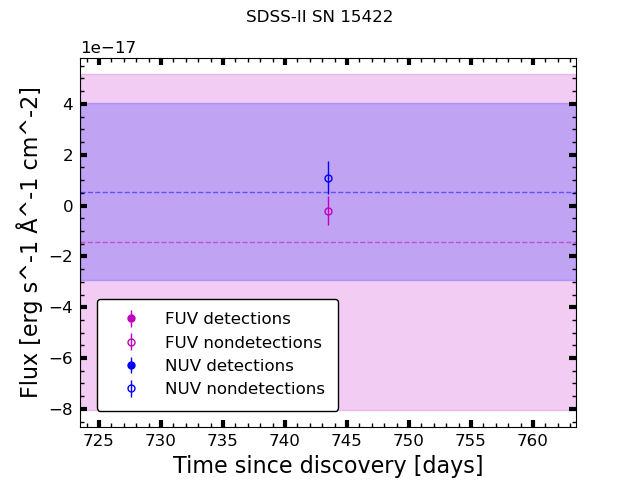 SDSS-II SN 15422
1e−17
4
2
0
−2
−4
−6
−8
Flux [erg s^-1 Å^-1 cm^-2]
FUV detections
FUV nondetections
NUV detections
NUV nondetections
725 730 735 740 745 750 755 760
Time since discovery [days]